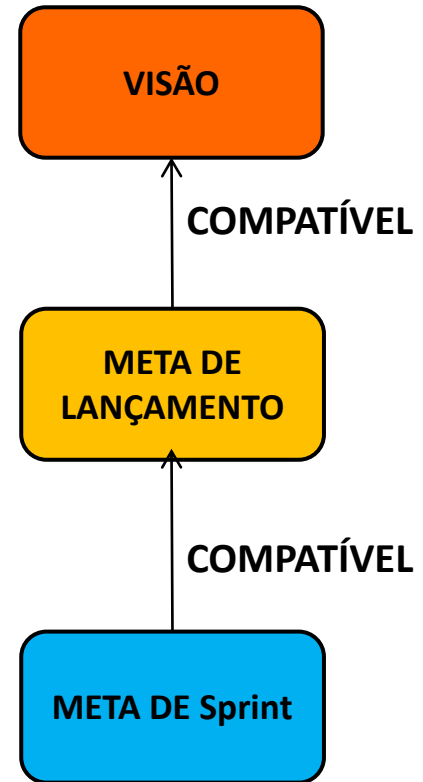 VISÃO
COMPATÍVEL
META DE
LANÇAMENTO
COMPATÍVEL
META DE Sprint